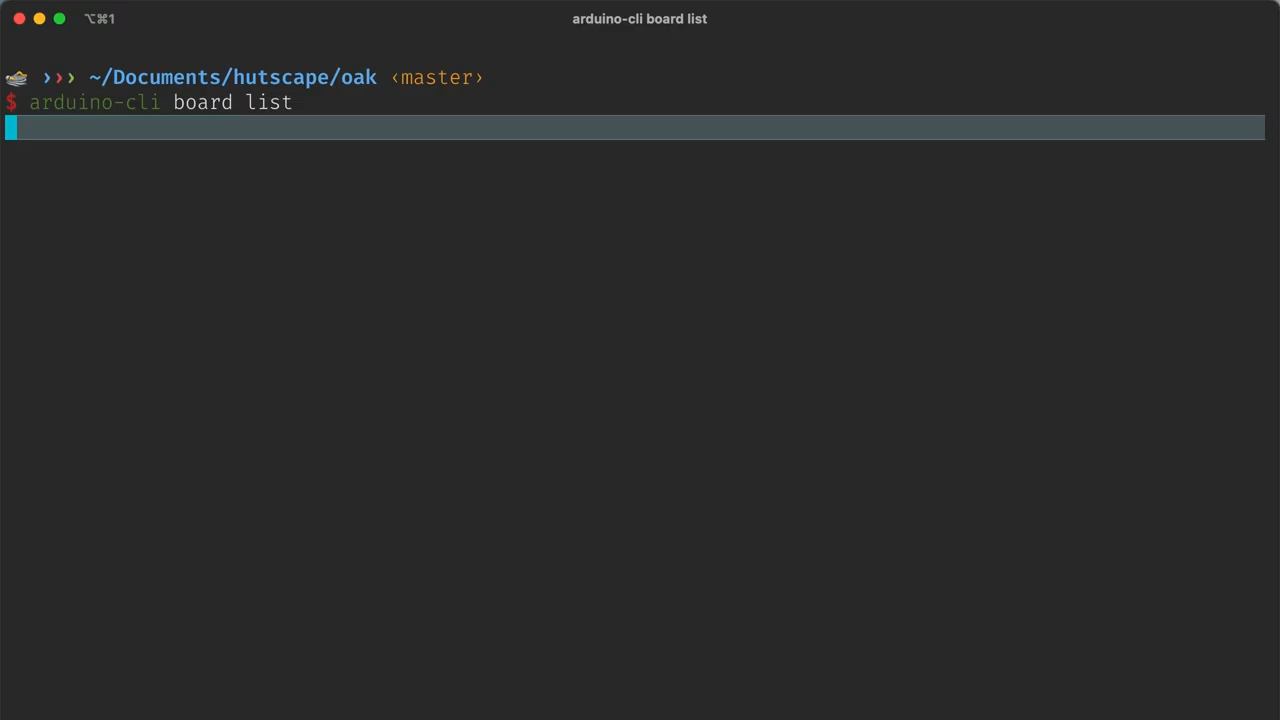 ⌥⌘1
arduino-cli board list
››› ~/Documents/hutscape/oak ‹master›
$ arduino-cli board list